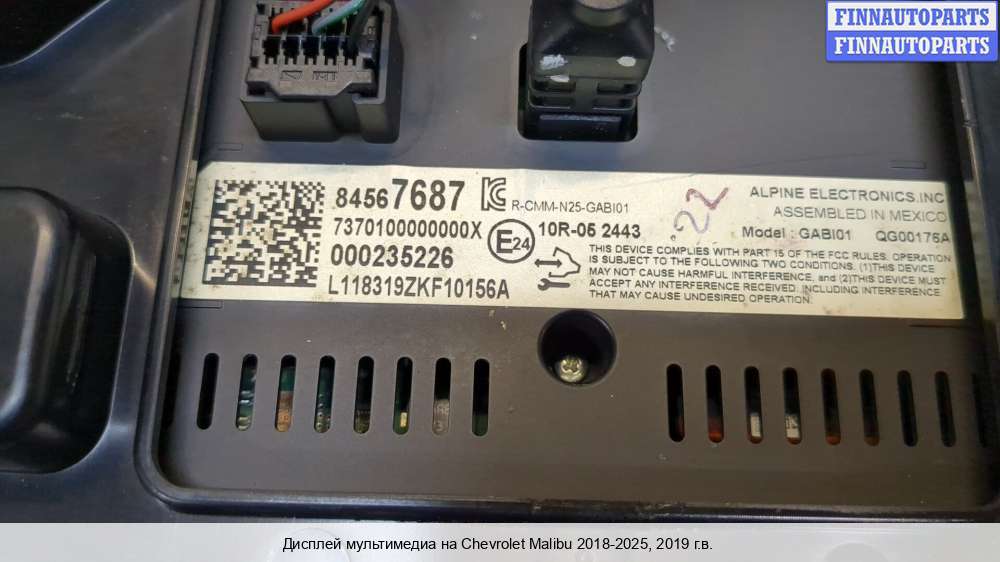 FINNAUTOPARTS
FINNAUTOPARTS
84567687
R-CMM-N25-GABI01
7370100000000X
E24
10R-05 2443
000235226
L118319ZKF10156A
22
ALPINE ELECTRONICS.INC
ASSEMBLED IN MEXICO
Model : GABI01 QG00176A
THIS DEVICE COMPLIES WITH PART 15 OF THE FCC RULES. OPERATION
IS SUBJECT TO THE FOLLOWING TWO CONDITIONS. (1)THIS DEVICE
MAY NOT CAUSE HARMFUL INTERFERENCE, and (2)THIS DEVICE MUST
ACCEPT ANY INTERFERENCE RECEIVED. INCLUDING INTERFERENCE
THAT MAY CAUSE UNDESIRED OPERATION.
Дисплей мультимедиа на Chevrolet Malibu 2018-2025, 2019 г.в.